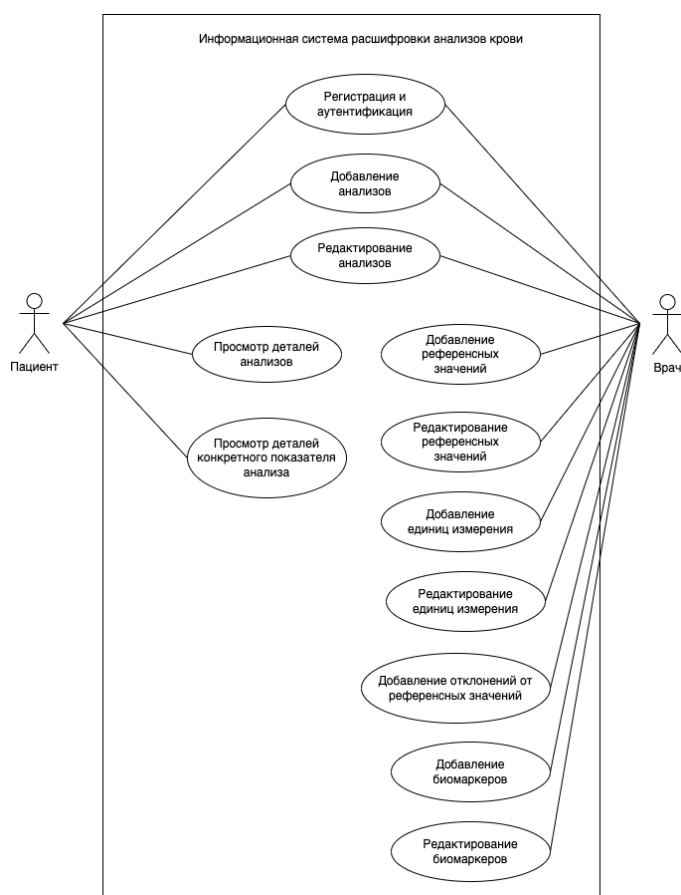 Информационная система расшифровки анализов крови
Регистрация и
аутентификация
Добавление
анализов
Редактирование
анализов
Пациент
Врач
Просмотр деталей
анализов
Добавление
референсных
значений
Просмотр деталей
конкретного показателя
анализа
Редактирование
референсных
значений
Добавление
единиц измерения
Редактирование
единиц измерения
Добавление отклонений от
референсных значений
Добавление
биомаркеров
Редактирование
биомаркеров